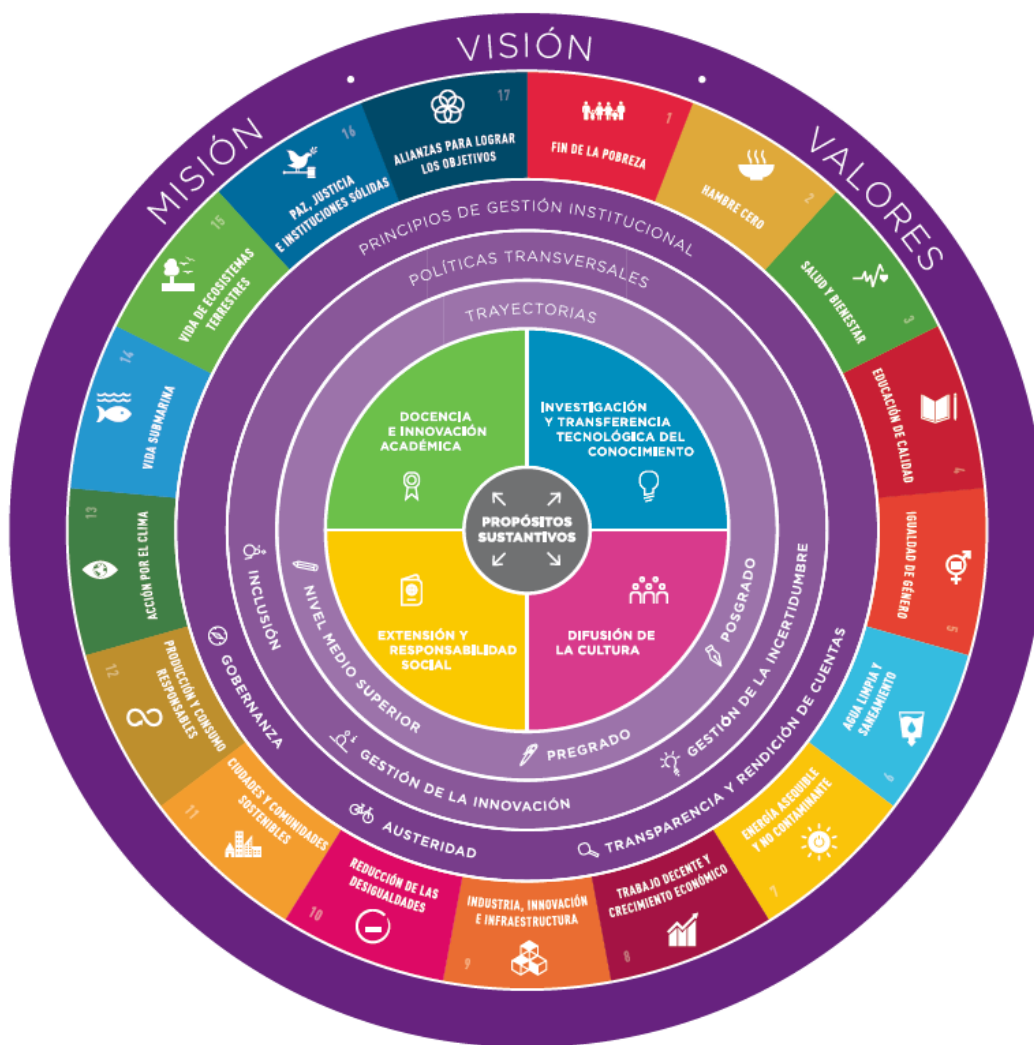 VISIÓN
MISIÓN
VALORES
1
FIN DE LA POBREZA
2
HAMBRE CERO
3
SALUD Y BIENESTAR
4
EDUCACIÓN DE CALIDAD
5
IGUALDAD DE GÉNERO
6
AGUA LIMPIA Y
SANEAMIENTO
7
ENERGÍA ASEQUIBLE
Y NO CONTAMINANTE
8
TRABAJO DECENTE Y
CRECIMIENTO ECONÓMICO
9
INDUSTRIA, INNOVACIÓN
E INFRAESTRUCTURA
10
REDUCCIÓN DE LAS
DESIGUALDADES
11
CIUDADES Y COMUNIDADES
SOSTENIBLES
12
PRODUCCIÓN Y CONSUMO
RESPONSABLES
13
ACCIÓN POR EL CLIMA
14
VIDA SUBMARINA
15
VIDA DE ECOSISTEMAS
TERRESTRES
16
PAZ, JUSTICIA
E INSTITUCIONES SÓLIDAS
17
ALIANZAS PARA LOGRAR
LOS OBJETIVOS
PRINCIPIOS DE GESTIÓN INSTITUCIONAL
GOBERNANZA
AUSTERIDAD
TRANSPARENCIA Y RENDICIÓN DE CUENTAS
POLÍTICAS TRANSVERSALES
INCLUSIÓN
GESTIÓN DE LA INNOVACIÓN
GESTIÓN DE LA INCERTIDUMBRE
TRAYECTORIAS
NIVEL MEDIO SUPERIOR
PREGRADO
POSGRADO
DOCENCIA
E INNOVACIÓN
ACADÉMICA
INVESTIGACIÓN
Y TRANSFERENCIA
TECNOLÓGICA DEL
CONOCIMIENTO
PROPÓSITOS
SUSTANTIVOS
EXTENSIÓN Y
RESPONSABILIDAD
SOCIAL
DIFUSIÓN DE
LA CULTURA